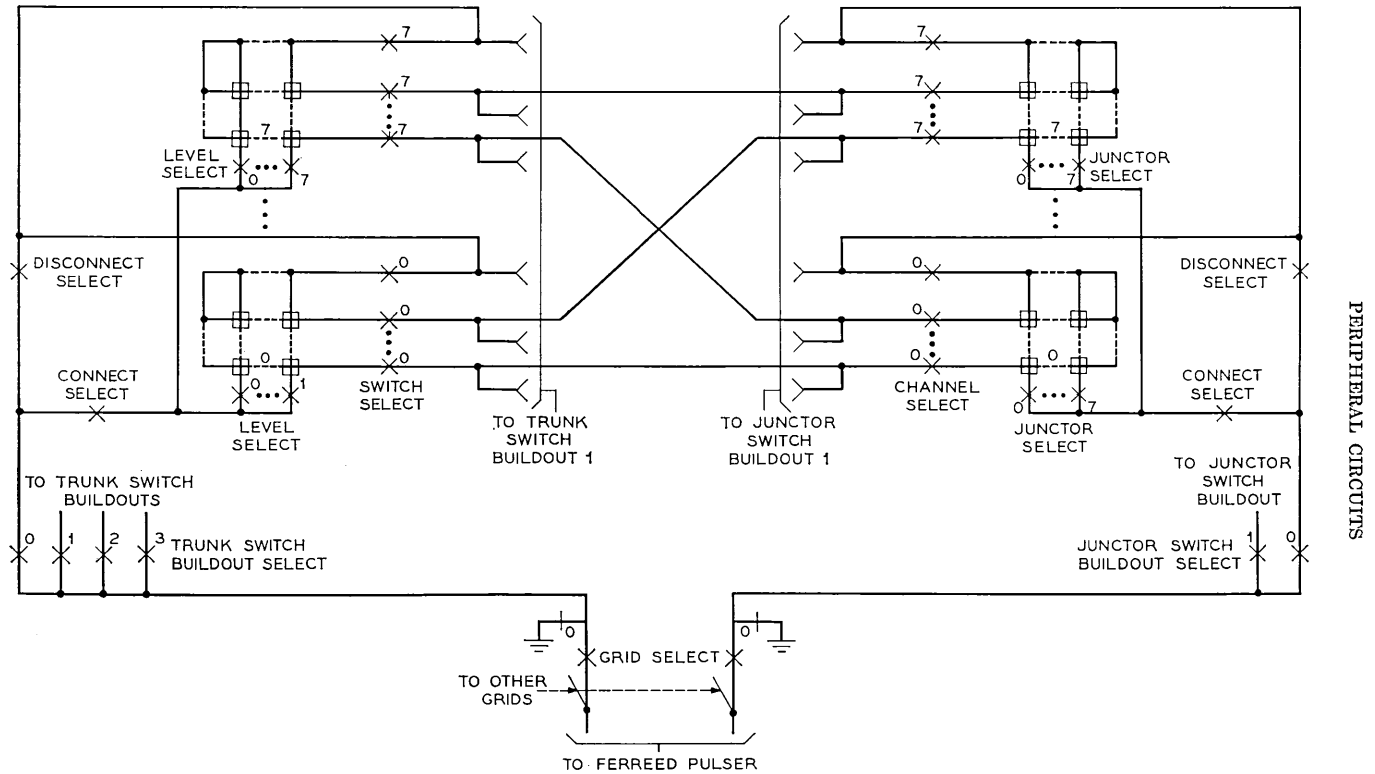 7
7
7
7
LEVEL
SELECT
0 7
7
7
7
7
JUNCTOR
SELECT
0 7
DISCONNECT
SELECT
DISCONNECT
SELECT
0
0
0
0
CONNECT
SELECT
0 1
LEVEL
SELECT
SWITCH
SELECT
TO TRUNK
SWITCH
BUILDOUT 1
TO JUNCTOR
SWITCH
BUILDOUT 1
0
0
0
0
CHANNEL
SELECT
0 7
JUNCTOR
SELECT
CONNECT
SELECT
PERIPHERAL CIRCUITS
TO TRUNK SWITCH
BUILDOUTS
0 1 2 3
TRUNK SWITCH
BUILDOUT SELECT
TO JUNCTOR
SWITCH
BUILDOUT
JUNCTOR SWITCH
BUILDOUT SELECT
1 0
0 0
GRID SELECT
TO OTHER
GRIDS
TO FERREED PULSER